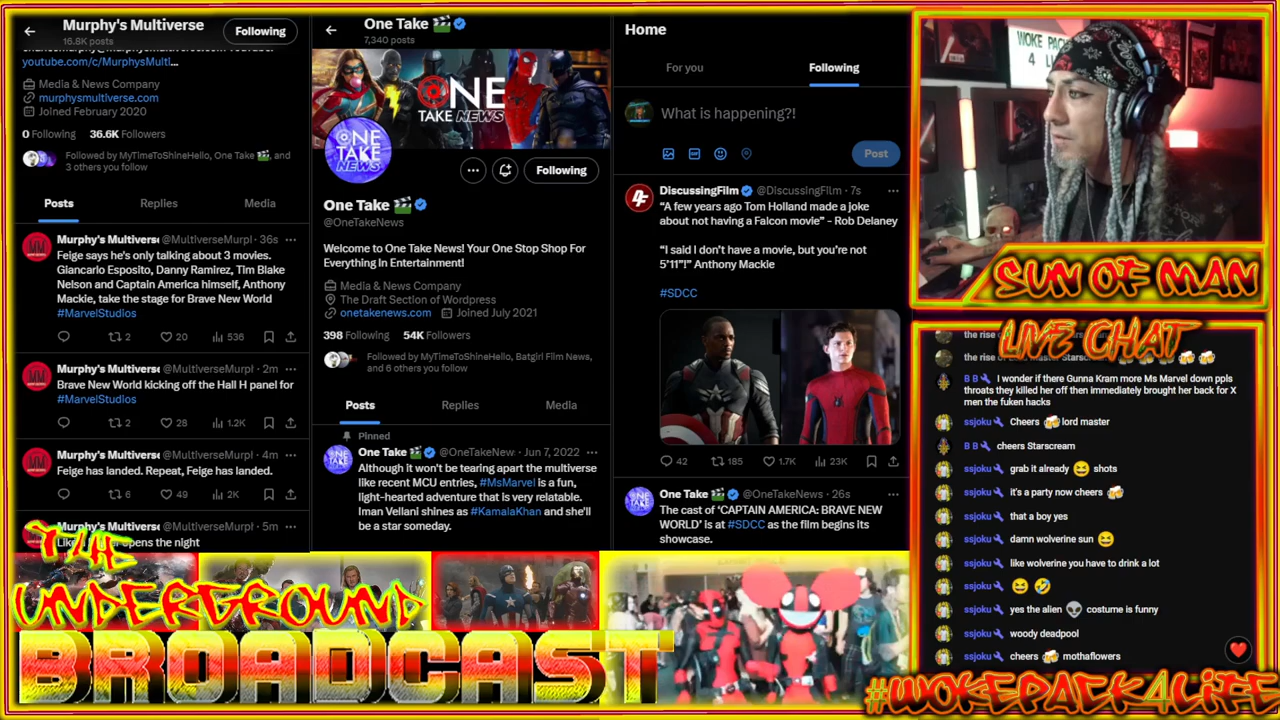 Murphy's Multiverse
16.8K posts
Following
youtube.com/c/MurphysMultl...
Media & News Company
murphysmultiverse.com
Joined February 2020
0 Following 36.6K Followers
Followed by MyTimeToShineHello, One Take, and
3 others you follow
Posts Replies Media
Murphy's Multiverse @MultiverseMurpl · 36s
Feige says he's only talking about 3 movies.
Giancarlo Esposito, Danny Ramirez, Tim Blake
Nelson and Captain America himself, Anthony
Mackie, take the stage for Brave New World
#MarvelStudios
2 20 536
Murphy's Multiverse @MultiverseMurpl · 2m
Brave New World kicking off the Hall H panel for
#MarvelStudios
2 28 1.2K
Murphy's Multiverse @MultiverseMurpl · 4m
Feige has landed. Repeat, Feige has landed.
6 49 2K
Murphy's Multiverse @MultiverseMurpl · 5m
opens the night
One Take
7,340 posts
ONE
TAKE NEWS
ONE
TAKE
NEWS
Following
One Take
@OneTakeNews
Welcome to One Take News! Your One Stop Shop For
Everything In Entertainment!
Media & News Company
The Draft Section of Wordpress
onetakenews.com Joined July 2021
398 Following 54K Followers
Followed by MyTimeToShineHello, Batgirl Film News,
and 6 others you follow
Posts Replies Media
Pinned
One Take @OneTakeNew · Jun 7, 2022
Although it won't be tearing apart the multiverse
like recent MCU entries, #MsMarvel is a fun,
light-hearted adventure that is very relatable.
Iman Vellani shines as #KamalaKhan and she'll
be a star someday.
Home
For you Following
What is happening?!
Post
DiscussingFilm @DiscussingFilm · 7s
“A few years ago Tom Holland made a joke
about not having a Falcon movie” - Rob Delaney
“I said I don't have a movie, but you're not
5'11”!” Anthony Mackie
#SDCC
42 185 1.7K 23K
One Take @OneTakeNews · 26s
The cast of ‘CAPTAIN AMERICA: BRAVE NEW
WORLD’ is at #SDCC as the film begins its
showcase.
WOKE PACK
4 L
SUN OF MAN
LIVE CHAT
the rise of
the rise of
B B I wonder if there Gunna Kram more Ms Marvel down ppls
throats they killed her off then immediately brought her back for X
men the fuken hacks
ssjoku Cheers lord master
B B cheers Starscream
ssjoku grab it already shots
ssjoku it's a party now cheers
ssjoku that a boy yes
ssjoku damn wolverine sun
ssjoku like wolverine you have to drink a lot
ssjoku
ssjoku yes the alien costume is funny
ssjoku woody deadpool
ssjoku cheers mothaflowers
THE
UNDERGROUND
BROADCAST
#WOKEPACK4LIFE